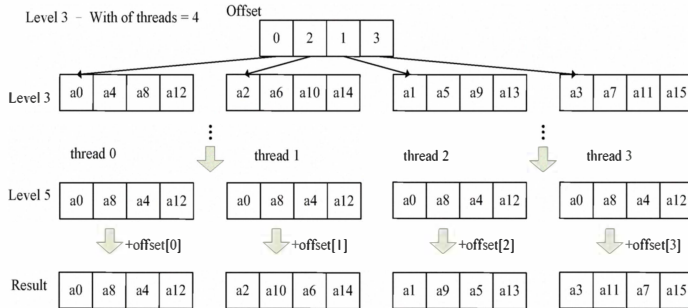 Level 3 – With of threads = 4 Offset
0 2 1 3
Level 3 a0 a4 a8 a12 a2 a6 a10 a14 a1 a5 a9 a13 a3 a7 a11 a15
thread 0 thread 1 thread 2 thread 3
Level 5 a0 a8 a4 a12 a0 a8 a4 a12 a0 a8 a4 a12 a0 a8 a4 a12
+offset[0] +offset[1] +offset[2] +offset[3]
Result a0 a8 a4 a12 a2 a10 a6 a14 a1 a9 a5 a13 a3 a11 a7 a15